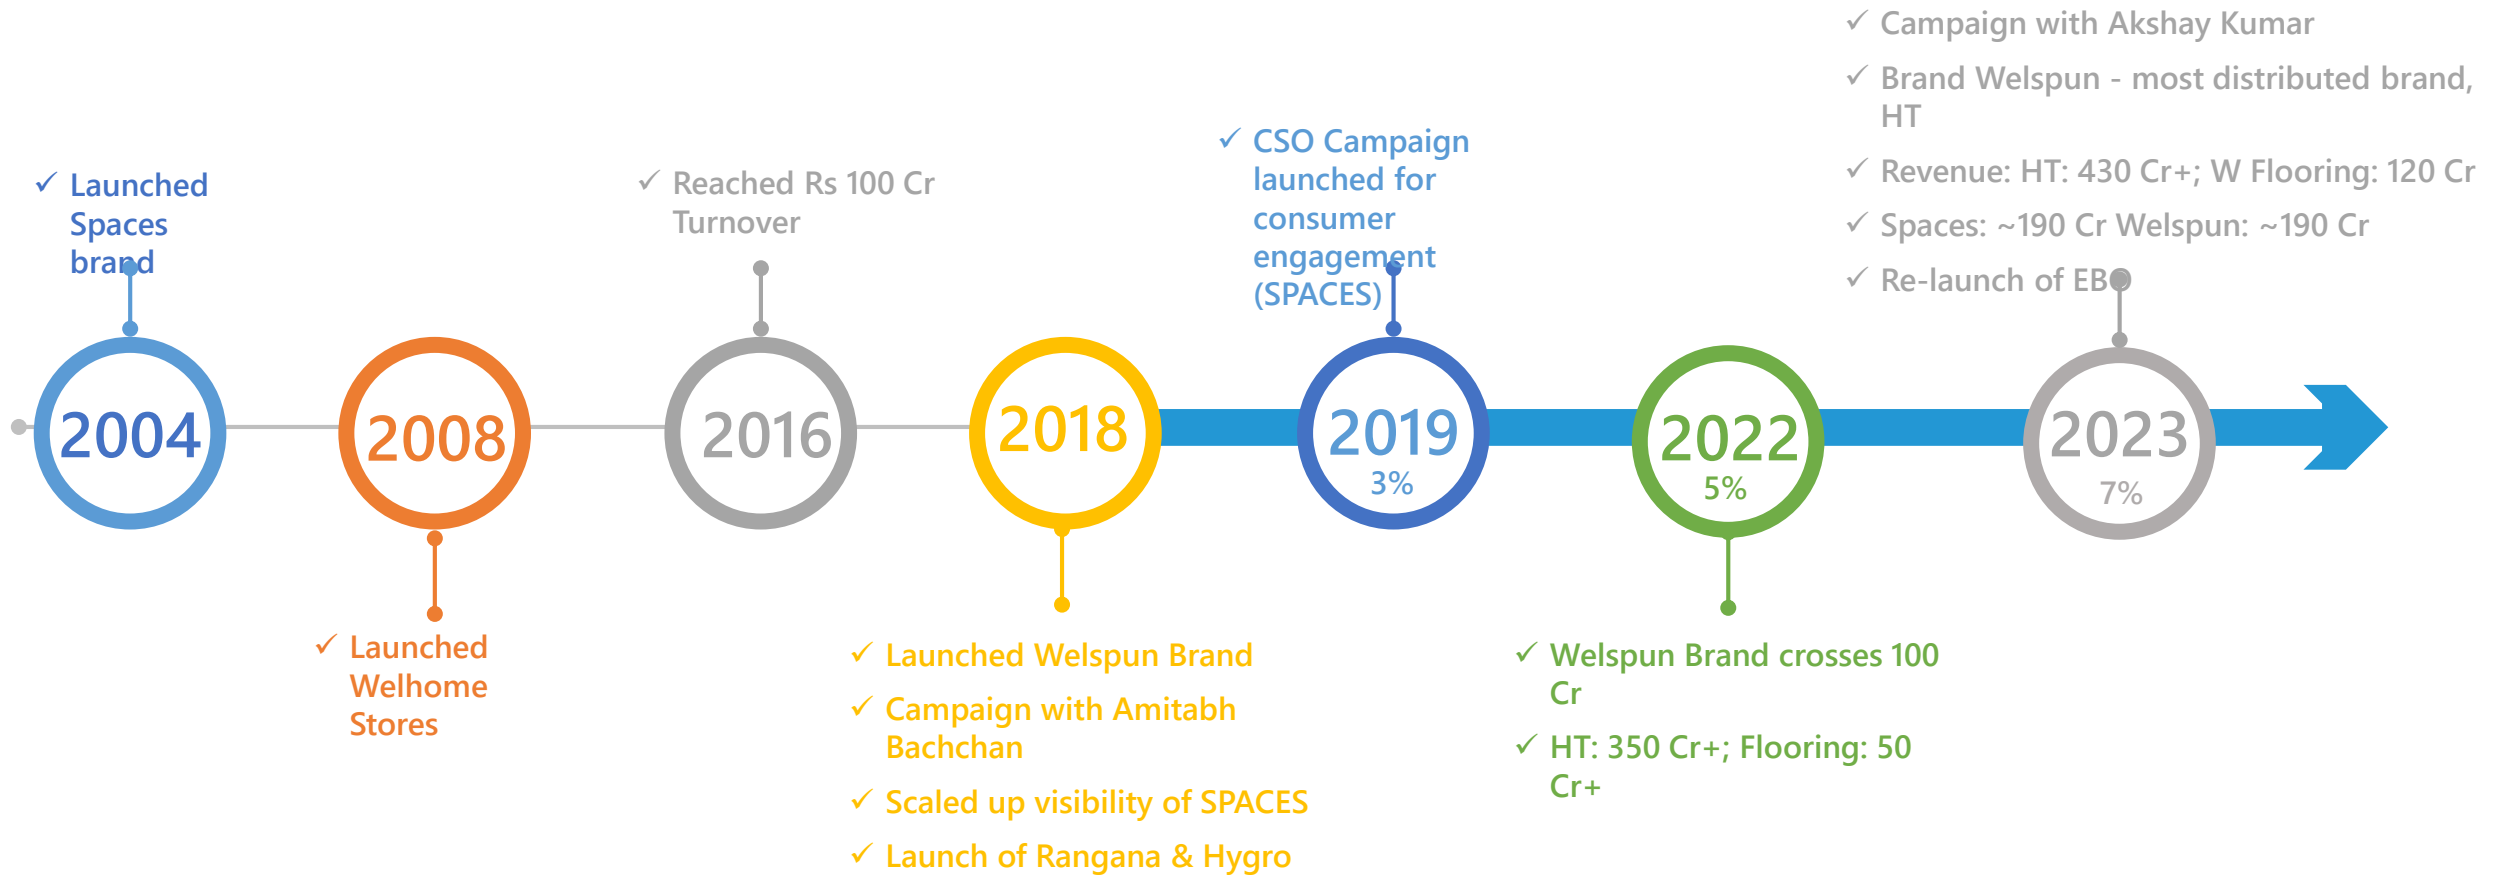 Launched
Spaces
brand
2004
2008
Launched
Welhome
Stores
Reached Rs 100 Cr
Turnover
2016
2018
Launched Welspun Brand
Campaign with Amitabh
Bachchan
Scaled up visibility of SPACES
Launch of Rangana & Hygro
CSO Campaign
launched for
consumer
engagement
(SPACES)
2019
3%
2022
5%
Welspun Brand crosses 100
Cr
HT: 350 Cr+; Flooring: 50
Cr+
Campaign with Akshay Kumar
Brand Welspun - most distributed brand,
HT
Revenue: HT: 430 Cr+; W Flooring: 120 Cr
Spaces: ~190 Cr Welspun: ~190 Cr
Re-launch of EBO
2023
7%